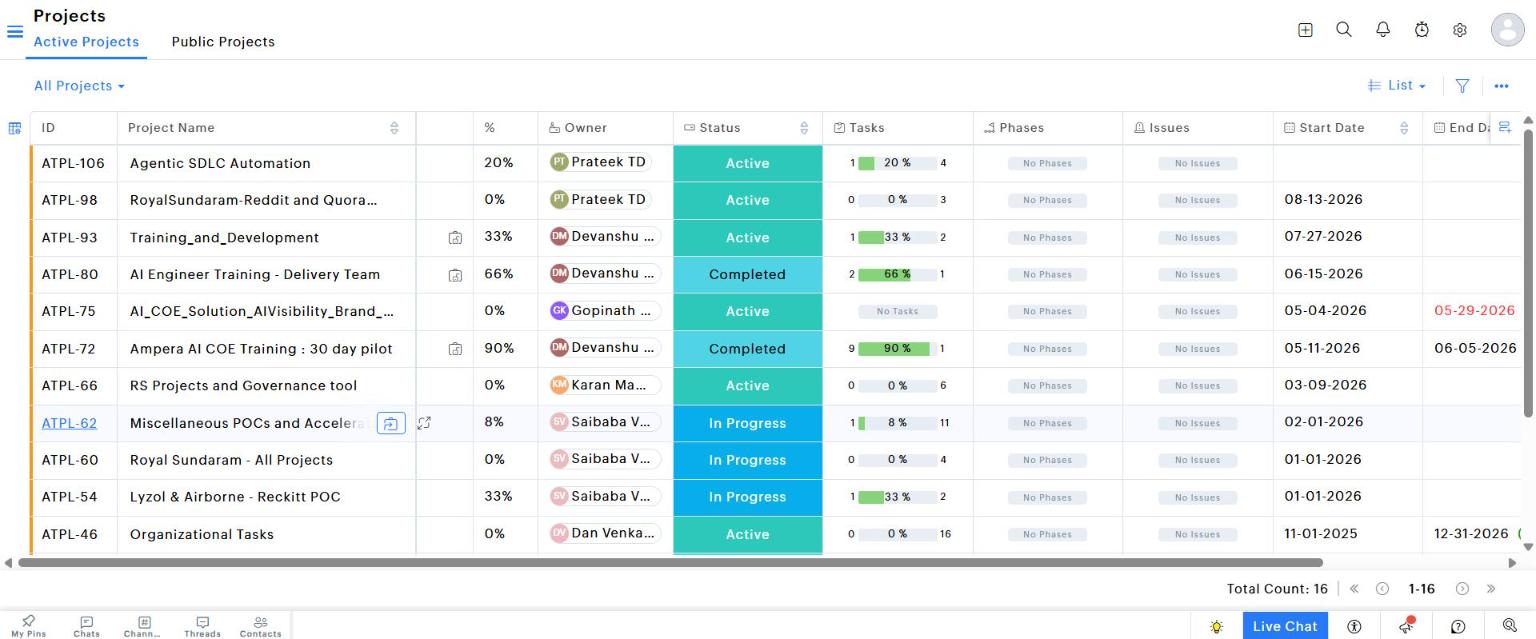 Projects
Active Projects Public Projects
All Projects List
ID Project Name % Owner Status Tasks Phases Issues Start Date End Da
ATPL-106 Agentic SDLC Automation 20% PT Prateek TD Active 1 20 % 4 No Phases No Issues
ATPL-98 RoyalSundaram-Reddit and Quora... 0% PT Prateek TD Active 0 0 % 3 No Phases No Issues 08-13-2026
ATPL-93 Training_and_Development 33% DM Devanshu ... Active 1 33 % 2 No Phases No Issues 07-27-2026
ATPL-80 AI Engineer Training - Delivery Team 66% DM Devanshu ... Completed 2 66 % 1 No Phases No Issues 06-15-2026
ATPL-75 AI_COE_Solution_AIVisibility_Brand_... 0% GK Gopinath ... Active No Tasks No Phases No Issues 05-04-2026 05-29-2026
ATPL-72 Ampera AI COE Training : 30 day pilot 90% DM Devanshu ... Completed 9 90 % 1 No Phases No Issues 05-11-2026 06-05-2026
ATPL-66 RS Projects and Governance tool 0% KM Karan Ma... Active 0 0 % 6 No Phases No Issues 03-09-2026
ATPL-62 Miscellaneous POCs and Accelera 8% SV Saibaba V... In Progress 1 8 % 11 No Phases No Issues 02-01-2026
ATPL-60 Royal Sundaram - All Projects 0% SV Saibaba V... In Progress 0 0 % 4 No Phases No Issues 01-01-2026
ATPL-54 Lyzol & Airborne - Reckitt POC 33% SV Saibaba V... In Progress 1 33 % 2 No Phases No Issues 01-01-2026
ATPL-46 Organizational Tasks 0% DV Dan Venka... Active 0 0 % 16 No Phases No Issues 11-01-2025 12-31-2026 (
Total Count: 16 1-16
My Pins Chats Chann... Threads Contacts Live Chat